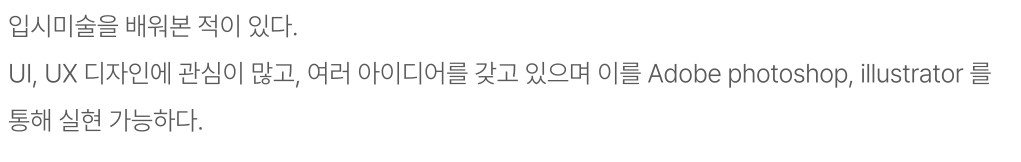 입시미술을 배워본 적이 있다.
UI, UX 디자인에 관심이 많고, 여러 아이디어를 갖고 있으며 이를 Adobe photoshop, illustrator 를
통해 실현 가능하다.